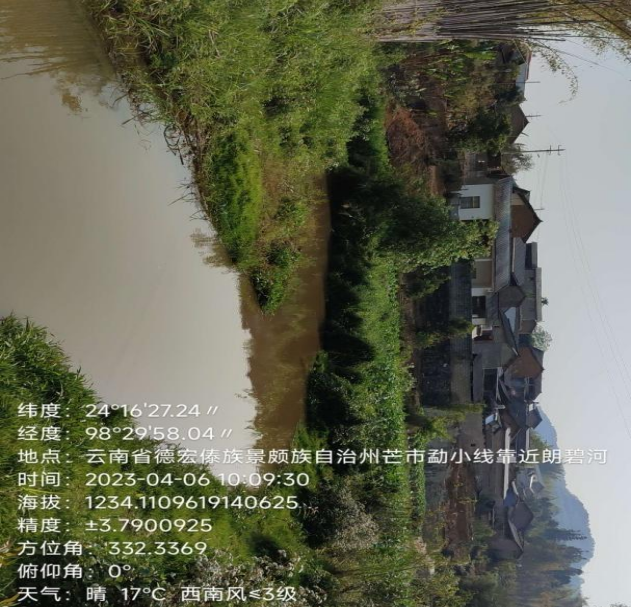 纬度：24°16'27.24〃
经度：98°29'58.04〃
地点：云南省德宏傣族景颇族自治州芒市勐小线靠近朗碧河
时间：2023-04-06 10:09:30
海拔：1234.1109619140625
精度：±3.7900925
方位角：332.3369
俯仰角：0°
天气：晴 17°C 西南风≤3级